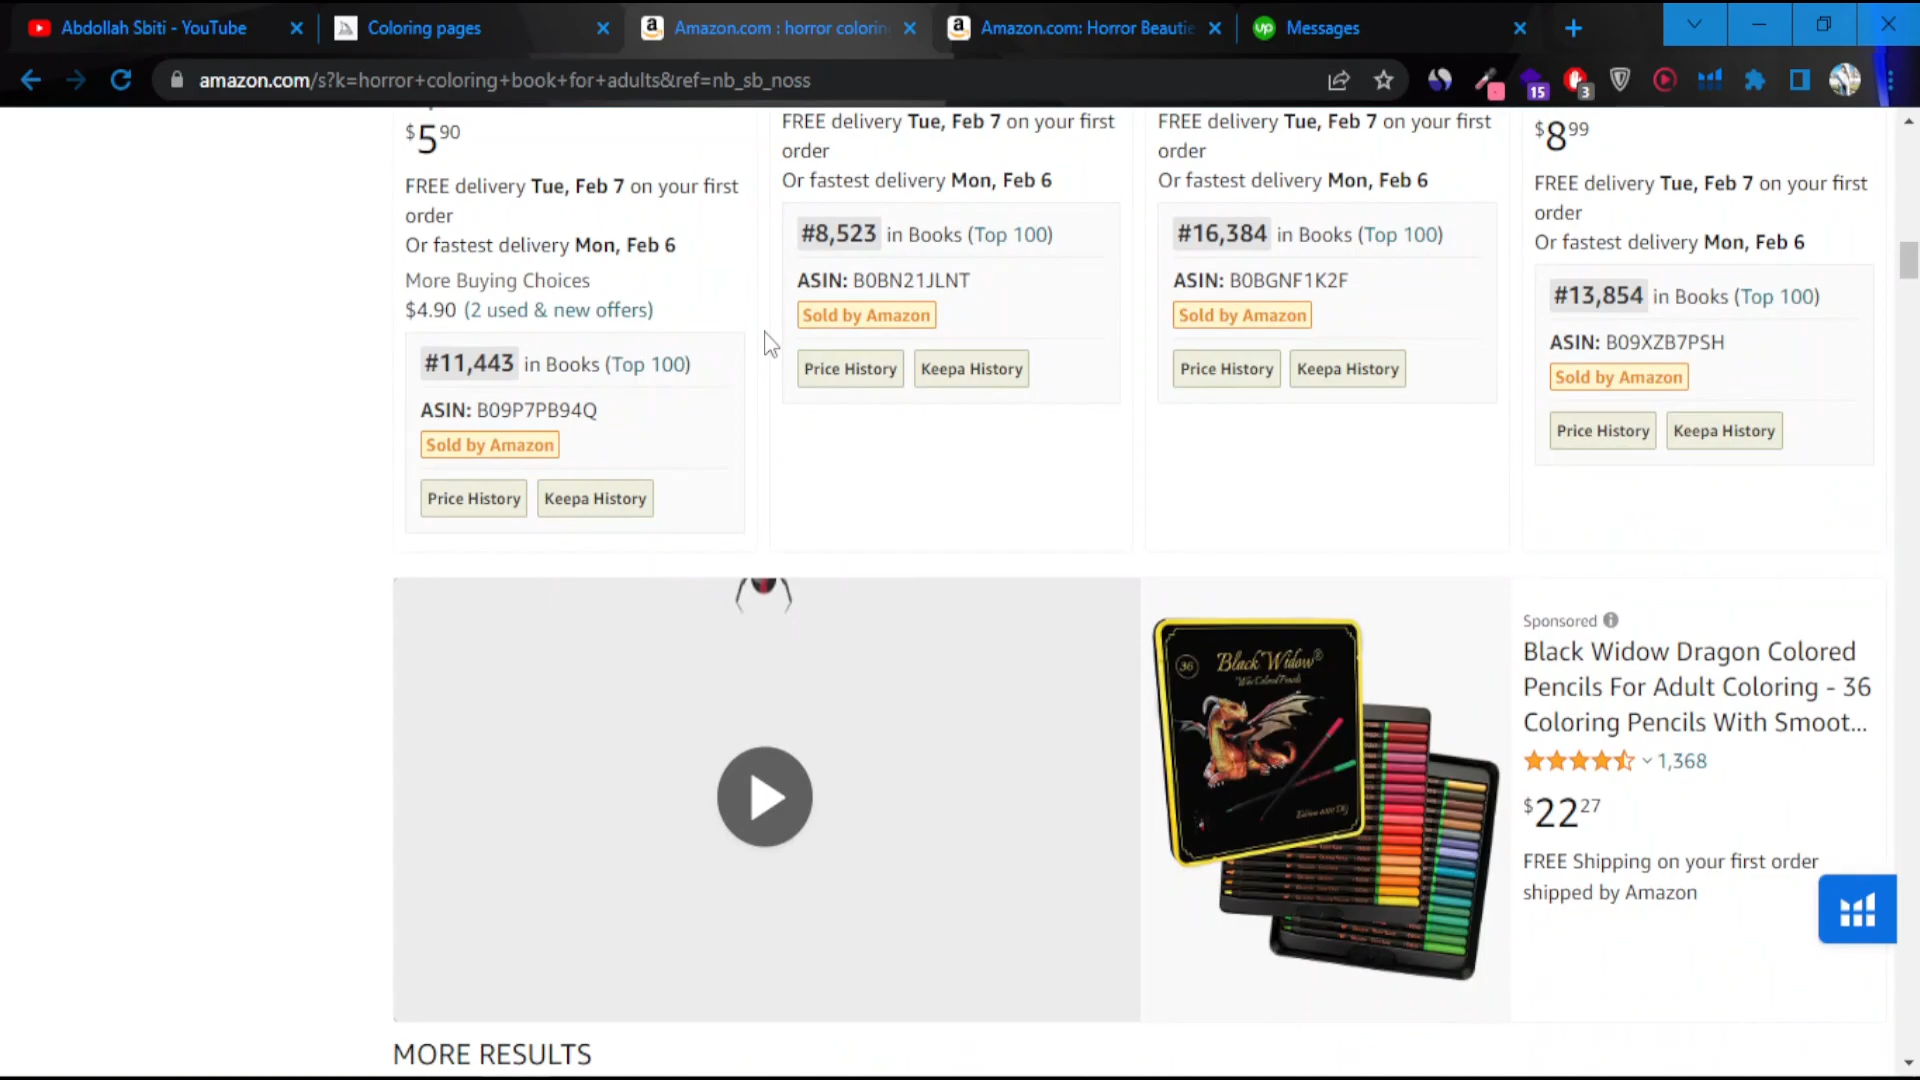 Abdollah Sbiti - YouTube
Coloring pages
Amazon.com : horror colorin
Amazon.com: Horror Beautie
Messages
amazon.com/s?k=horror+coloring+book+for+adults&ref=nb_sb_noss
15
3
$5 90
FREE delivery Tue, Feb 7 on your first
order
Or fastest delivery Mon, Feb 6
More Buying Choices
$4.90 (2 used & new offers)
#11,443 in Books (Top 100)
ASIN: B09P7PB94Q
Sold by Amazon
Price History Keepa History
FREE delivery Tue, Feb 7 on your first
order
Or fastest delivery Mon, Feb 6
#8,523 in Books (Top 100)
ASIN: B0BN21JLNT
Sold by Amazon
Price History Keepa History
FREE delivery Tue, Feb 7 on your first
order
Or fastest delivery Mon, Feb 6
#16,384 in Books (Top 100)
ASIN: B0BGNF1K2F
Sold by Amazon
Price History Keepa History
$8 99
FREE delivery Tue, Feb 7 on your first
order
Or fastest delivery Mon, Feb 6
#13,854 in Books (Top 100)
ASIN: B09XZB7PSH
Sold by Amazon
Price History Keepa History
36
Black Widow®
Sponsored
Black Widow Dragon Colored
Pencils For Adult Coloring - 36
Coloring Pencils With Smoot...
1,368
$22 27
FREE Shipping on your first order
shipped by Amazon
MORE RESULTS